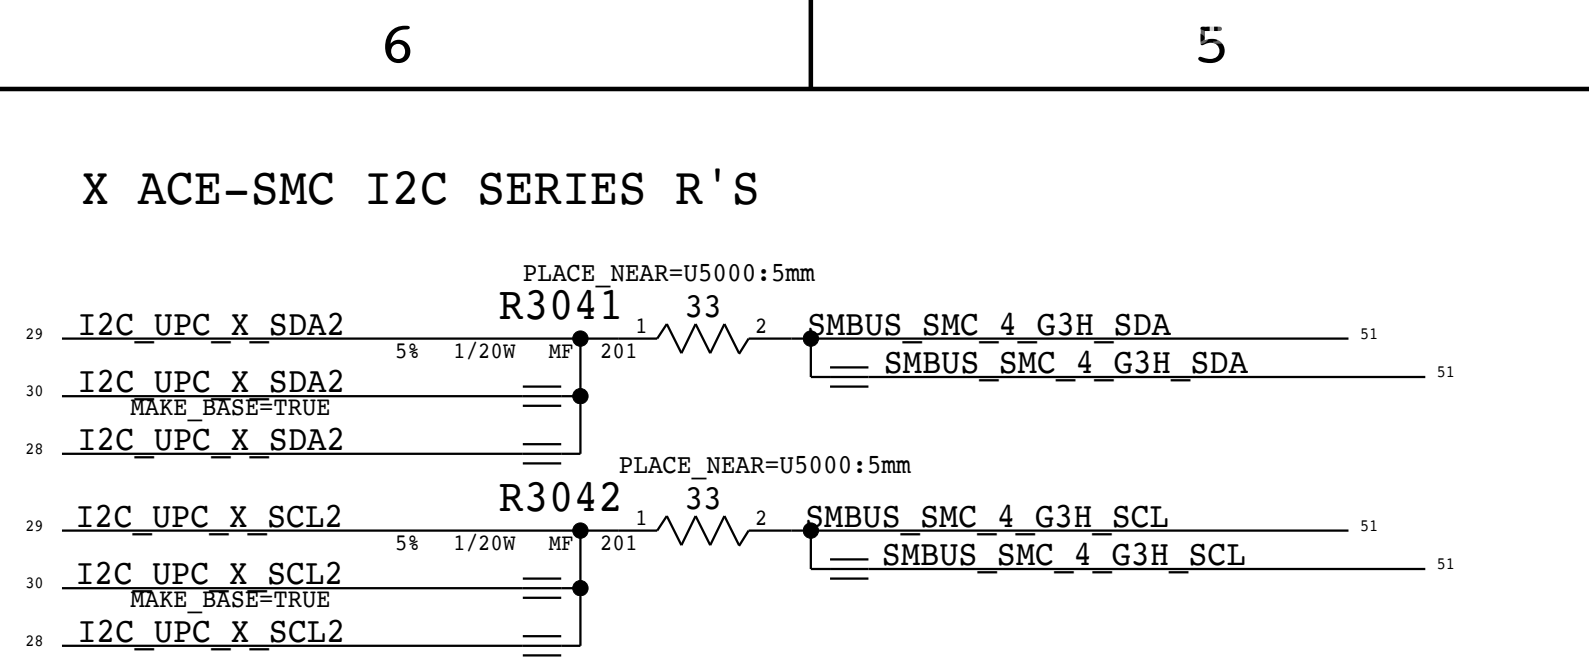 6 5
X ACE-SMC I2C SERIES R'S
PLACE_NEAR=U5000:5mm
R3041 33
29 I2C_UPC_X_SDA2 1 2 SMBUS_SMC_4_G3H_SDA 51
5% 1/20W MF 201
SMBUS_SMC_4_G3H_SDA 51
30 I2C_UPC_X_SDA2
MAKE_BASE=TRUE
28 I2C_UPC_X_SDA2
PLACE_NEAR=U5000:5mm
R3042 33
29 I2C_UPC_X_SCL2 1 2 SMBUS_SMC_4_G3H_SCL 51
5% 1/20W MF 201
SMBUS_SMC_4_G3H_SCL 51
30 I2C_UPC_X_SCL2
MAKE_BASE=TRUE
28 I2C_UPC_X_SCL2